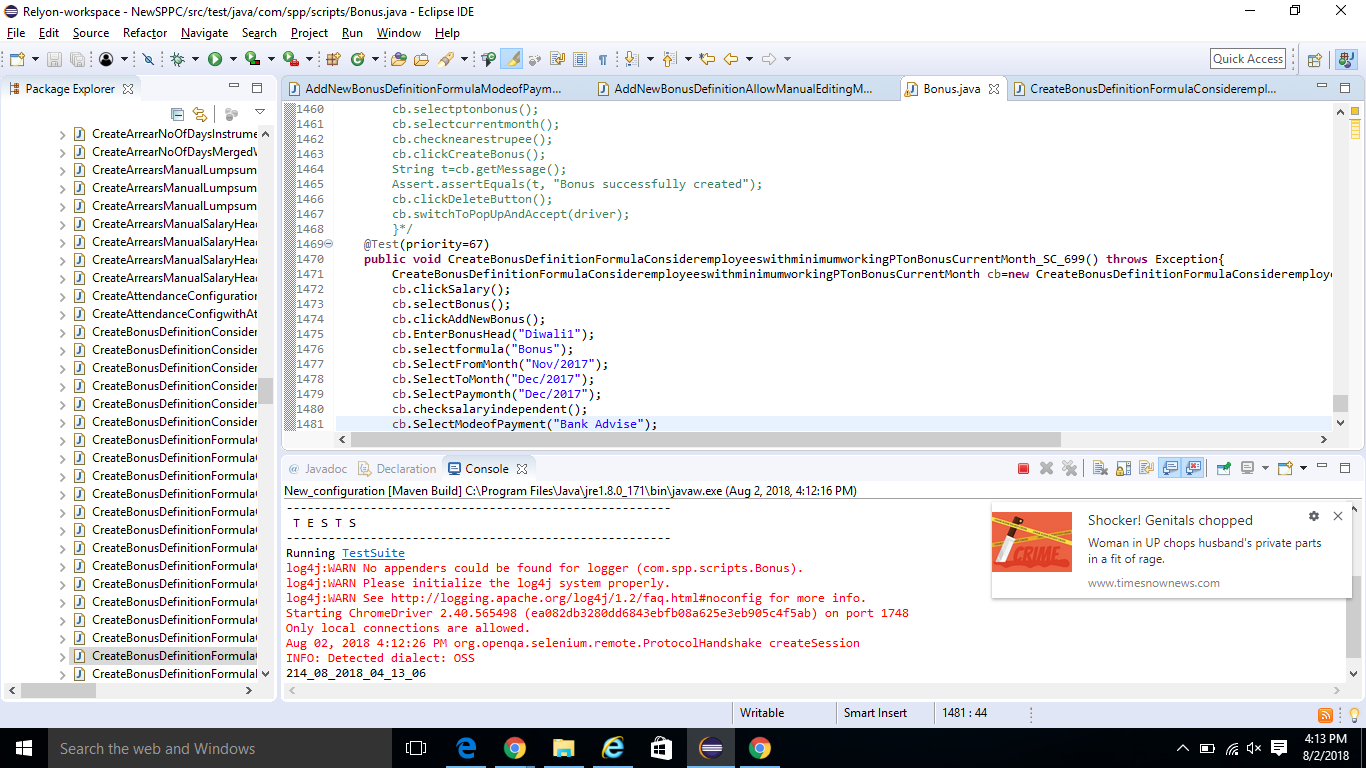 Relyon-workspace - NewSPPC/src/test/java/com/spp/scripts/Bonus.java - Eclipse IDE
File Edit Source Refactor Navigate Search Project Run Window Help
Quick Access
Package Explorer
CreateArrearNoOfDaysInstrume
CreateArrearNoOfDaysMergedW
CreateArrearsManualLumpsum
CreateArrearsManualLumpsum
CreateArrearsManualLumpsum
CreateArrearsManualSalaryHea
CreateArrearsManualSalaryHea
CreateArrearsManualSalaryHea
CreateArrearsManualSalaryHea
CreateAttendanceConfiguration
CreateAttendanceConfigwithAt
CreateBonusDefinitionConsider
CreateBonusDefinitionConsider
CreateBonusDefinitionConsider
CreateBonusDefinitionConsider
CreateBonusDefinitionConsider
CreateBonusDefinitionConsider
CreateBonusDefinitionFormula
CreateBonusDefinitionFormula
CreateBonusDefinitionFormula
CreateBonusDefinitionFormula
CreateBonusDefinitionFormula
CreateBonusDefinitionFormula
CreateBonusDefinitionFormula
CreateBonusDefinitionFormula
CreateBonusDefinitionFormula
CreateBonusDefinitionFormula
CreateBonusDefinitionFormula
CreateBonusDefinitionFormula
CreateBonusDefinitionFormula
CreateBonusDefinitionFormulaI
AddNewBonusDefinitionFormulaModeofPaym... AddNewBonusDefinitionAllowManualEditingM... Bonus.java CreateBonusDefinitionFormulaConsiderempl...
1460 cb.selectptonbonus();
1461 cb.selectcurrentmonth();
1462 cb.checknearestrupee();
1463 cb.clickCreateBonus();
1464 String t=cb.getMessage();
1465 Assert.assertEquals(t, "Bonus successfully created");
1466 cb.clickDeleteButton();
1467 cb.switchToPopUpAndAccept(driver);
1468 }*/
1469 @Test(priority=67)
1470 public void CreateBonusDefinitionFormulaConsideremployeeswithminimumworkingPTonBonusCurrentMonth_SC_699() throws Exception{
1471 CreateBonusDefinitionFormulaConsideremployeeswithminimumworkingPTonBonusCurrentMonth cb=new CreateBonusDefinitionFormulaConsideremploye
1472 cb.clickSalary();
1473 cb.selectBonus();
1474 cb.clickAddNewBonus();
1475 cb.EnterBonusHead("Diwali1");
1476 cb.selectformula("Bonus");
1477 cb.SelectFromMonth("Nov/2017");
1478 cb.SelectToMonth("Dec/2017");
1479 cb.SelectPaymonth("Dec/2017");
1480 cb.checksalaryindependent();
1481 cb.SelectModeofPayment("Bank Advise");
@ Javadoc Declaration Console
New_configuration [Maven Build] C:\Program Files\Java\jre1.8.0_171\bin\javaw.exe (Aug 2, 2018, 4:12:16 PM)
-------------------------------------------------------
T E S T S
-------------------------------------------------------
Running TestSuite
log4j:WARN No appenders could be found for logger (com.spp.scripts.Bonus).
log4j:WARN Please initialize the log4j system properly.
log4j:WARN See http://logging.apache.org/log4j/1.2/faq.html#noconfig for more info.
Starting ChromeDriver 2.40.565498 (ea082db3280dd6843ebfb08a625e3eb905c4f5ab) on port 1748
Only local connections are allowed.
Aug 02, 2018 4:12:26 PM org.openqa.selenium.remote.ProtocolHandshake createSession
INFO: Detected dialect: OSS
214_08_2018_04_13_06
CRIME
Shocker! Genitals chopped
Woman in UP chops husband's private parts
in a fit of rage.
www.timesnownews.com
Writable Smart Insert 1481 : 44
Search the web and Windows
4:13 PM
8/2/2018